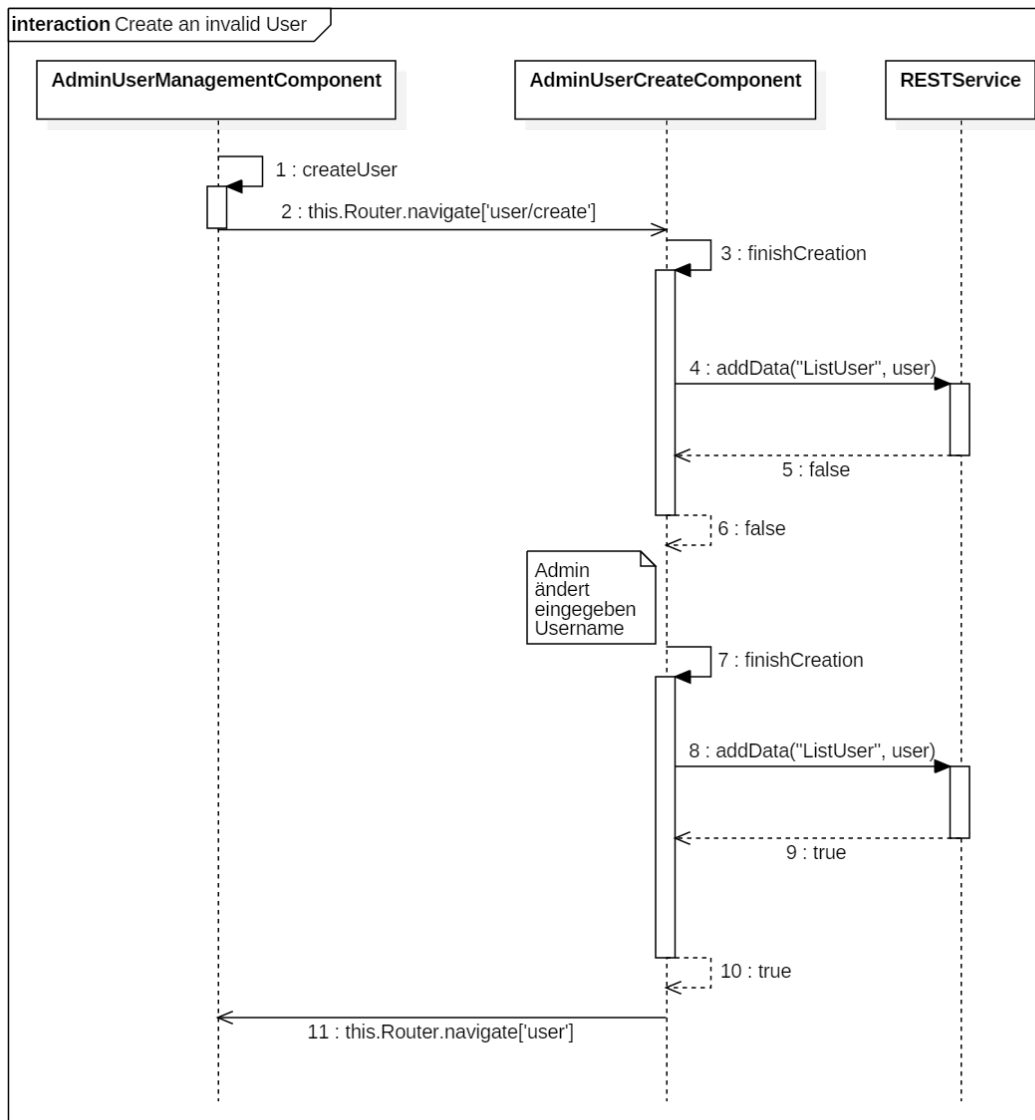 interaction Create an invalid User
AdminUserManagementComponent
AdminUserCreateComponent
RESTService
1 : createUser
2 : this.Router.navigate['user/create']
3 : finishCreation
4 : addData("ListUser", user)
5 : false
6 : false
Admin
ändert
eingegeben
Username
7 : finishCreation
8 : addData("ListUser", user)
9 : true
10 : true
11 : this.Router.navigate['user']